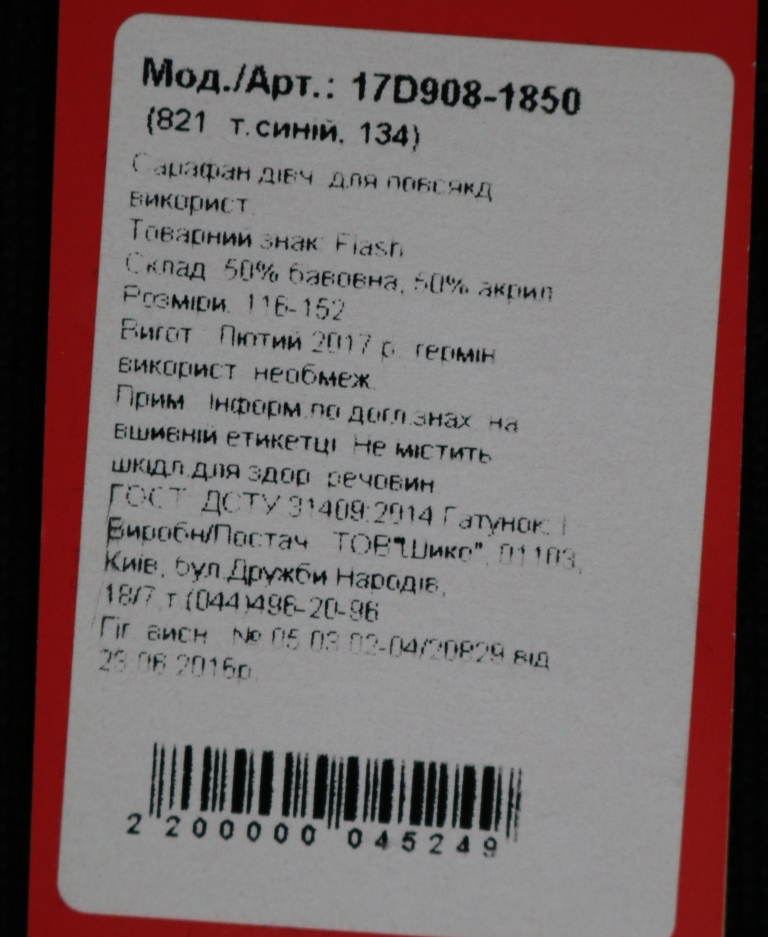 Мод./Арт.: 17D908-1850
(821 т.синій, 134)
Сарафан дівч. для повсякд.
використ.
Товарний знак: Flash
Склад: 50% бавовна, 50% акрил
Розміри: 116-152
Вигот.: Лютий 2017 р. термін
використ. необмеж.
Прим.: Інформ.по догл.знах. на
вшивній етикетці. Не містить
шкідл.для здор. речовин
ГОСТ: ДСТУ 31409:2014 Гатунок: I
Виробн/Постач.: ТОВ"Шико", 01103,
Київ, бул.Дружби Народів,
18/7,т.(044)496-20-96
Гіг. висн.: № 05.03.02-04/20829 від
23.06.2016р.
2 200000 045249